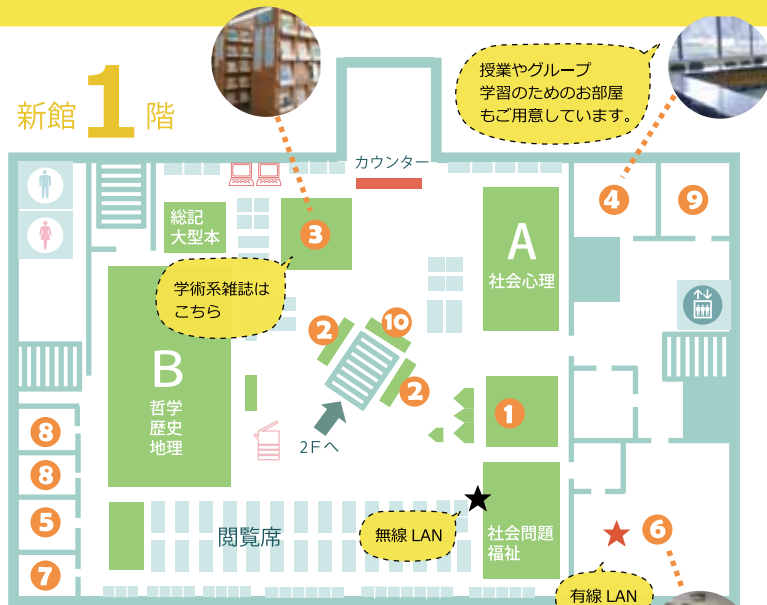 新館 1 階
授業やグループ
学習のためのお部屋
もご用意しています。
カウンター
4
9
総記
大型本
3
A
社会心理
学術系雑誌は
こちら
2
10
B
哲学
歴史
地理
2
1
2Fへ
8
8
5
7
閲覧席
無線 LAN
社会問題
福祉
6
有線 LAN